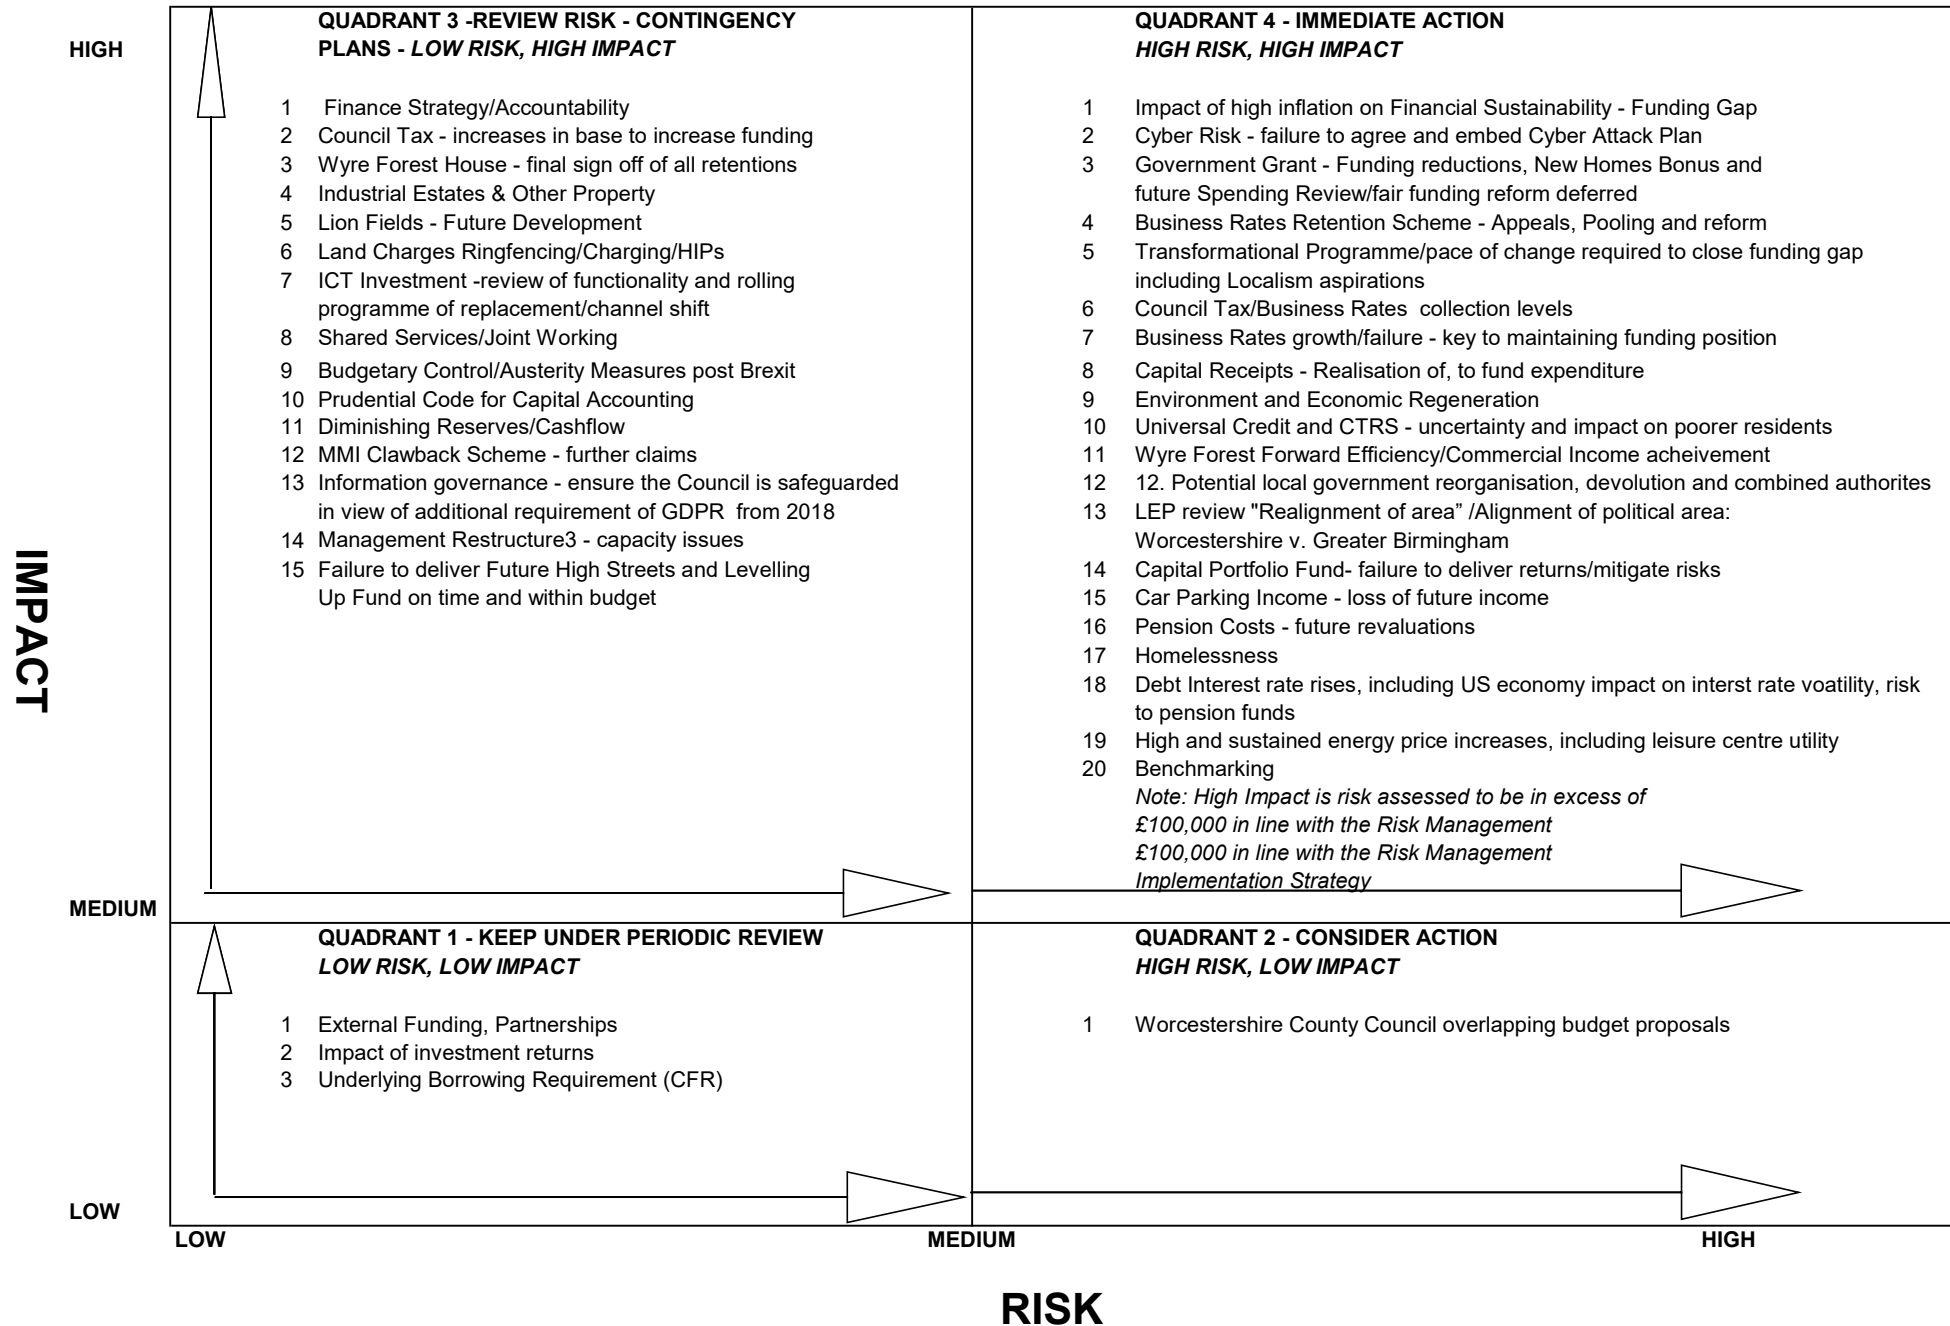 HIGH
QUADRANT 3 -REVIEW RISK - CONTINGENCY
PLANS - LOW RISK, HIGH IMPACT
1 Finance Strategy/Accountability
2 Council Tax - increases in base to increase funding
3 Wyre Forest House - final sign off of all retentions
4 Industrial Estates & Other Property
5 Lion Fields - Future Development
6 Land Charges Ringfencing/Charging/HIPs
7 ICT Investment -review of functionality and rolling
programme of replacement/channel shift
8 Shared Services/Joint Working
9 Budgetary Control/Austerity Measures post Brexit
10 Prudential Code for Capital Accounting
11 Diminishing Reserves/Cashflow
12 MMI Clawback Scheme - further claims
13 Information governance - ensure the Council is safeguarded
in view of additional requirement of GDPR from 2018
14 Management Restructure3 - capacity issues
15 Failure to deliver Future High Streets and Levelling
Up Fund on time and within budget
QUADRANT 4 - IMMEDIATE ACTION
HIGH RISK, HIGH IMPACT
1 Impact of high inflation on Financial Sustainability - Funding Gap
2 Cyber Risk - failure to agree and embed Cyber Attack Plan
3 Government Grant - Funding reductions, New Homes Bonus and
future Spending Review/fair funding reform deferred
4 Business Rates Retention Scheme - Appeals, Pooling and reform
5 Transformational Programme/pace of change required to close funding gap
including Localism aspirations
6 Council Tax/Business Rates collection levels
7 Business Rates growth/failure - key to maintaining funding position
8 Capital Receipts - Realisation of, to fund expenditure
9 Environment and Economic Regeneration
10 Universal Credit and CTRS - uncertainty and impact on poorer residents
11 Wyre Forest Forward Efficiency/Commercial Income acheivement
12 12. Potential local government reorganisation, devolution and combined authorites
13 LEP review "Realignment of area” /Alignment of political area:
Worcestershire v. Greater Birmingham
14 Capital Portfolio Fund- failure to deliver returns/mitigate risks
15 Car Parking Income - loss of future income
16 Pension Costs - future revaluations
17 Homelessness
18 Debt Interest rate rises, including US economy impact on interst rate voatility, risk
to pension funds
19 High and sustained energy price increases, including leisure centre utility
20 Benchmarking
Note: High Impact is risk assessed to be in excess of
£100,000 in line with the Risk Management
£100,000 in line with the Risk Management
Implementation Strategy
IMPACT
MEDIUM
QUADRANT 1 - KEEP UNDER PERIODIC REVIEW
LOW RISK, LOW IMPACT
1 External Funding, Partnerships
2 Impact of investment returns
3 Underlying Borrowing Requirement (CFR)
QUADRANT 2 - CONSIDER ACTION
HIGH RISK, LOW IMPACT
1 Worcestershire County Council overlapping budget proposals
LOW
LOW
MEDIUM
HIGH
RISK